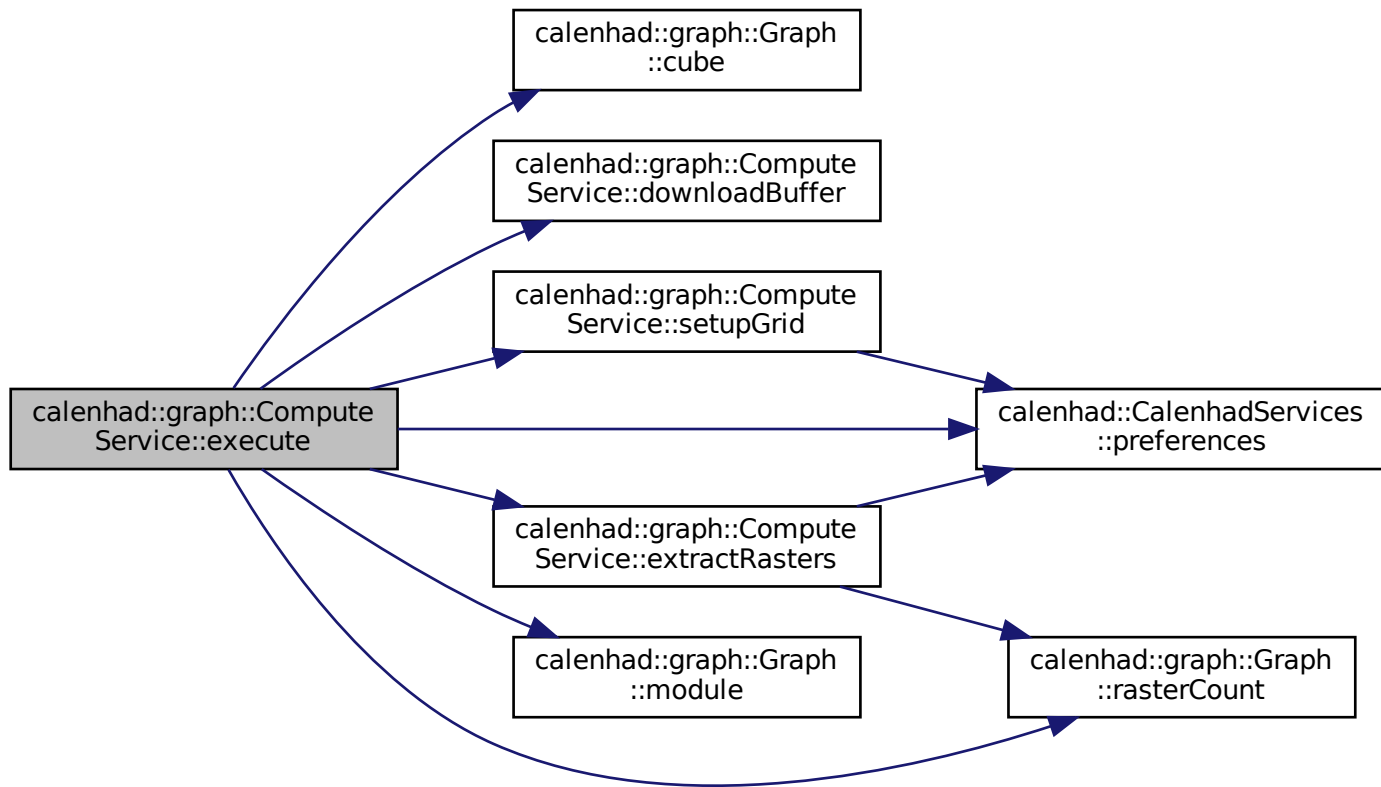 calenhad::graph::Graph
::cube
calenhad::graph::Compute
Service::downloadBuffer
calenhad::graph::Compute
Service::setupGrid
calenhad::graph::Compute
Service::execute
calenhad::CalenhadServices
::preferences
calenhad::graph::Compute
Service::extractRasters
calenhad::graph::Graph
::module
calenhad::graph::Graph
::rasterCount